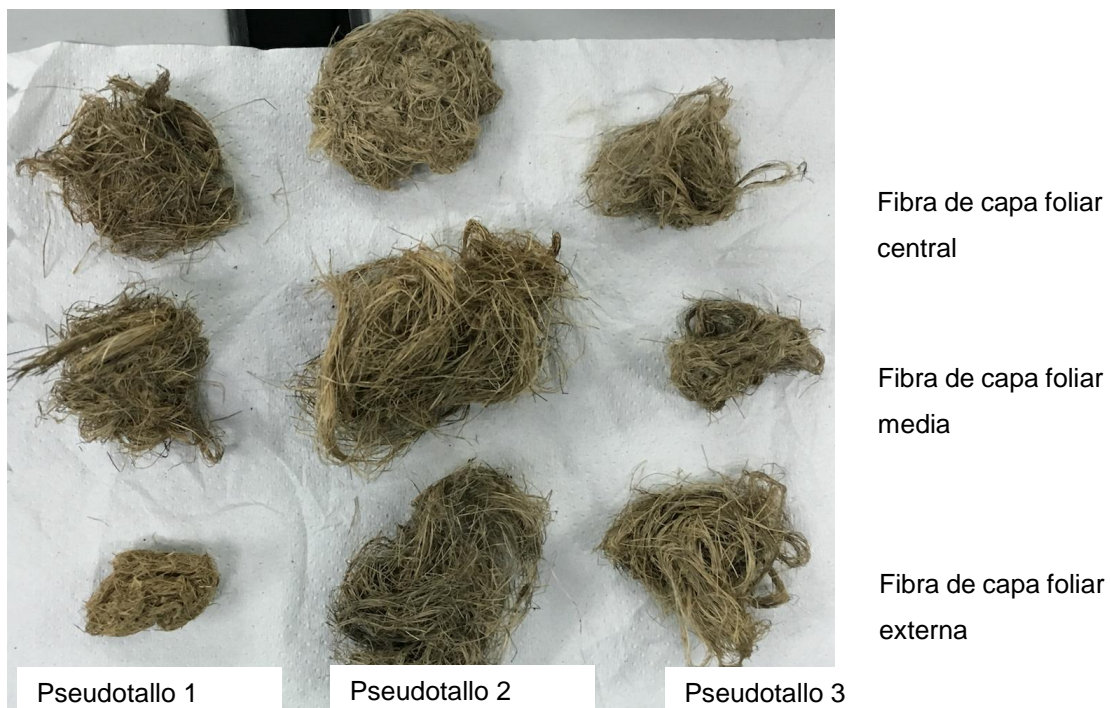 Fibra de capa foliar
central
Fibra de capa foliar
media
Fibra de capa foliar
externa
Pseudotallo 1
Pseudotallo 2
Pseudotallo 3